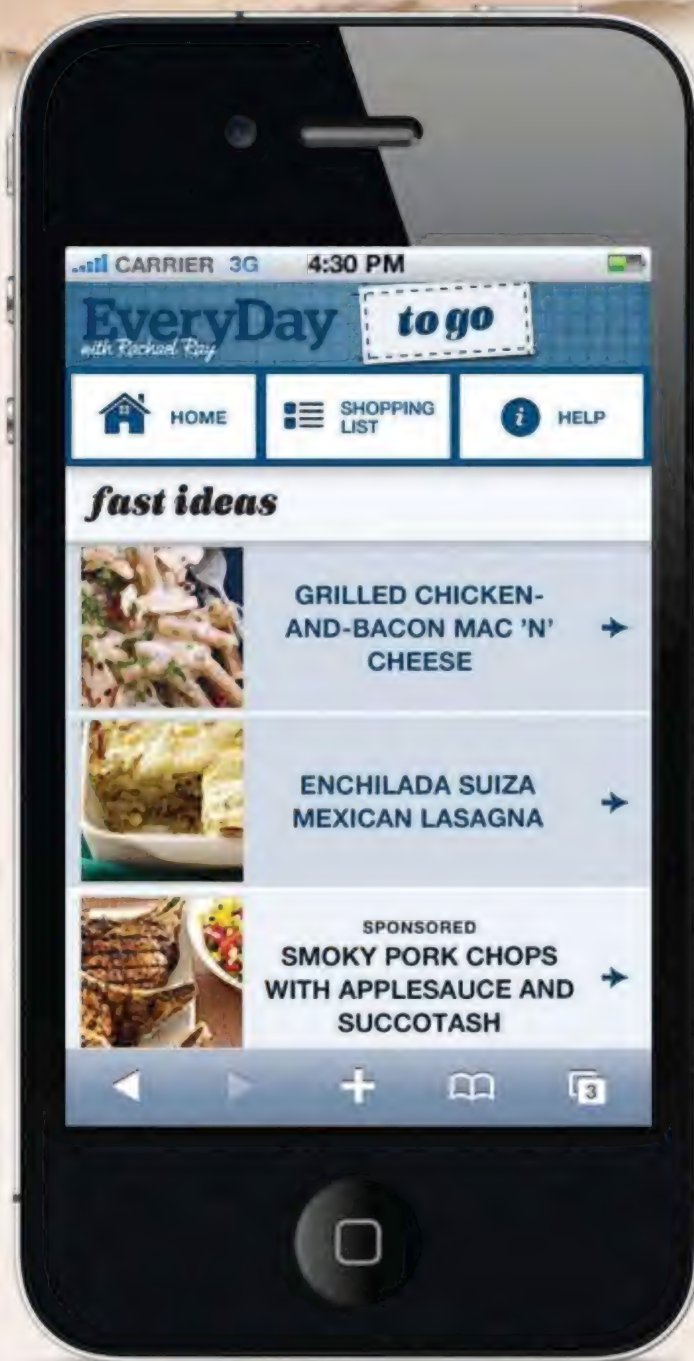 CARRIER 3G 4:30 PM
EveryDay to go
with Rachael Ray
HOME SHOPPING LIST HELP
fast ideas
GRILLED CHICKEN-
AND-BACON MAC 'N'
CHEESE
ENCHILADA SUIZA
MEXICAN LASAGNA
SPONSORED
SMOKY PORK CHOPS
WITH APPLESAUCE AND
SUCCOTASH
3